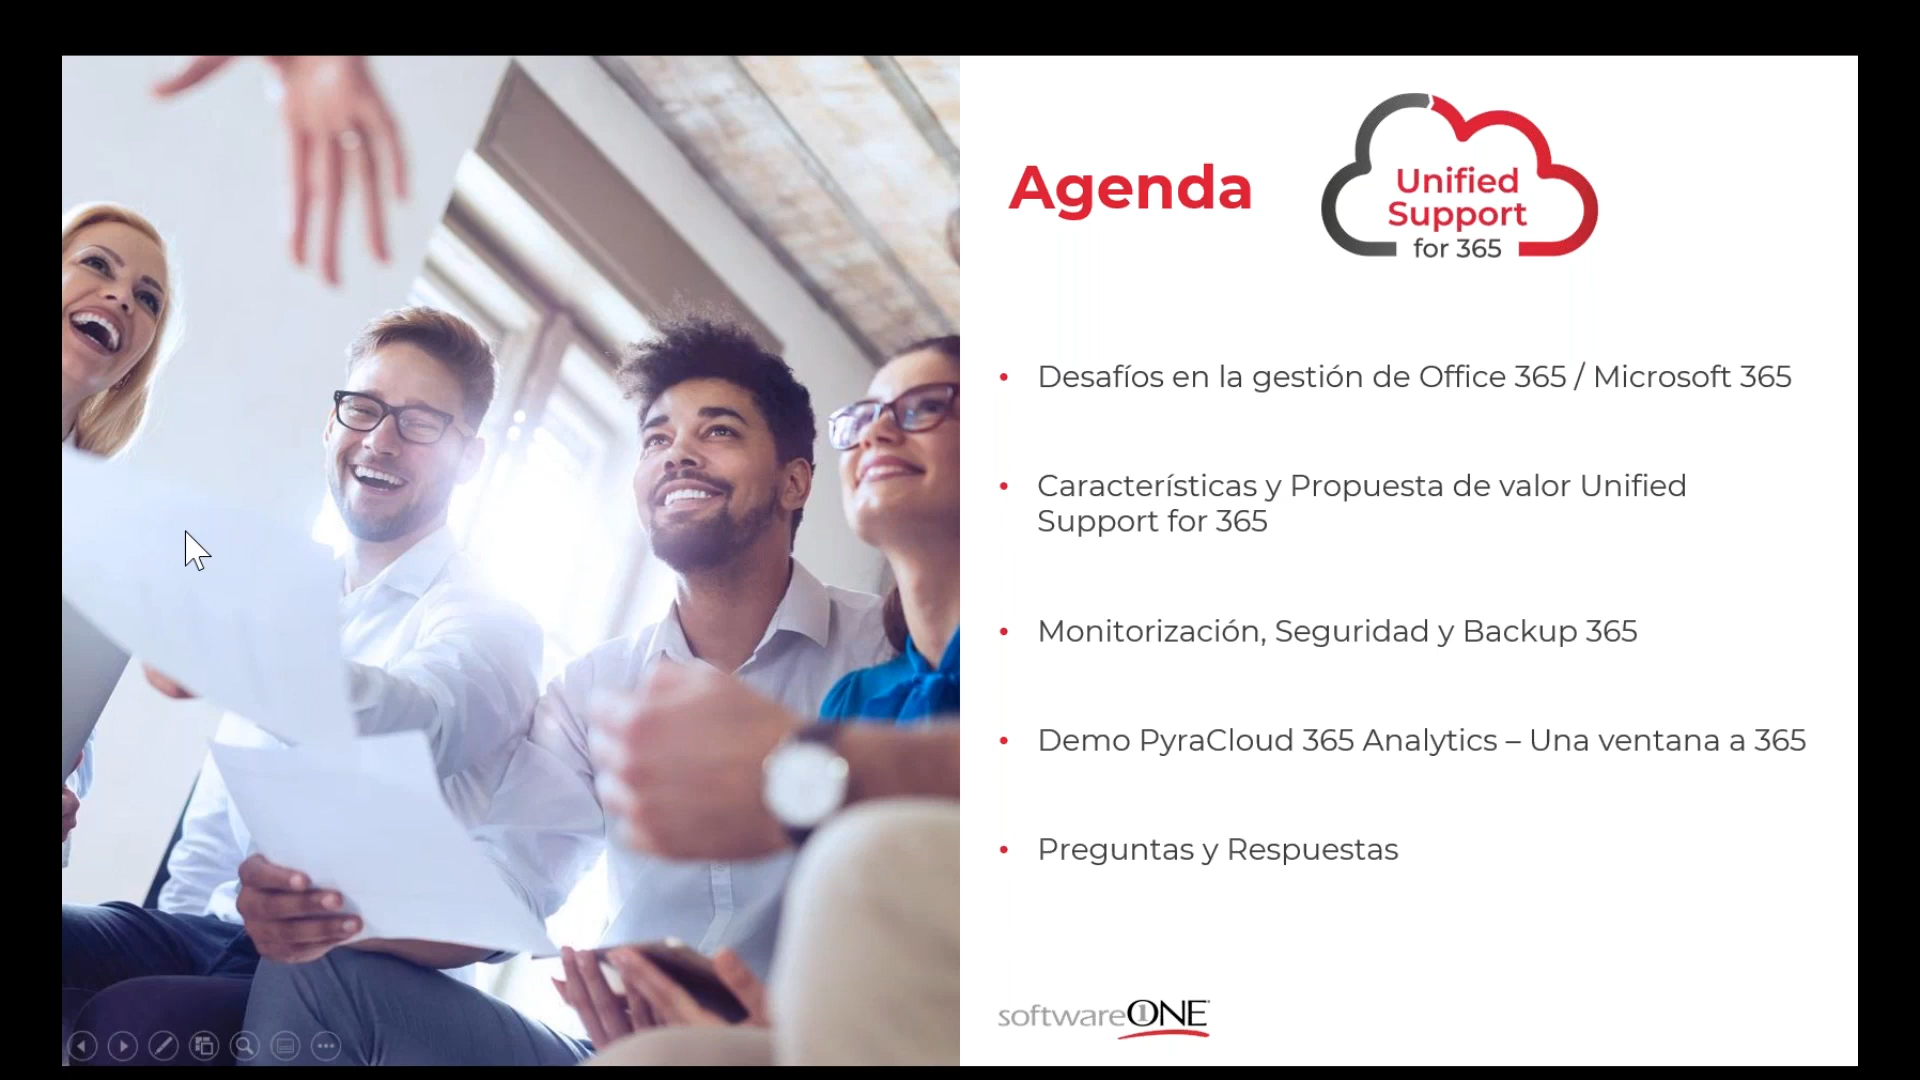 Agenda
Unified
Support
for 365
• Desafíos en la gestión de Office 365 / Microsoft 365
• Características y Propuesta de valor Unified
Support for 365
• Monitorización, Seguridad y Backup 365
• Demo PyraCloud 365 Analytics – Una ventana a 365
• Preguntas y Respuestas
softwareONE